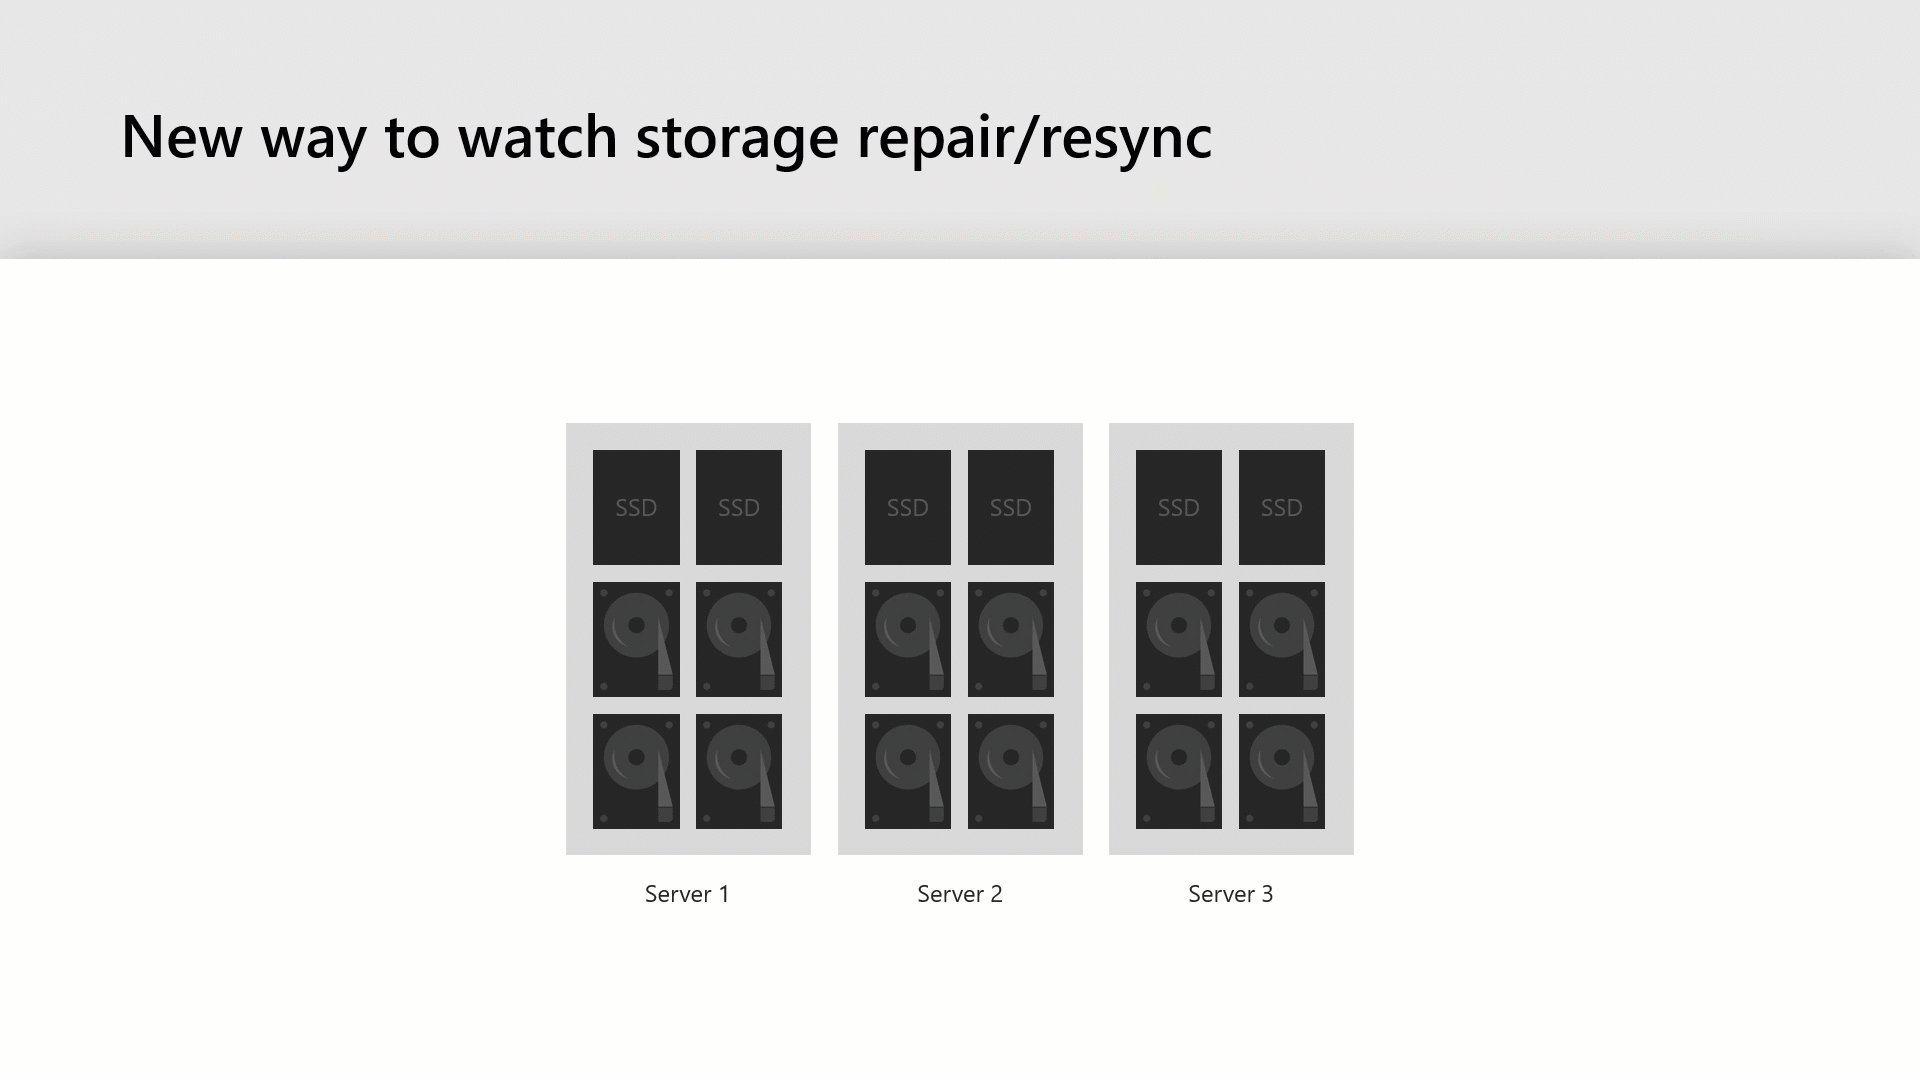 New way to watch storage repair/resync
SSD SSD SSD SSD SSD SSD
Server 1 Server 2 Server 3